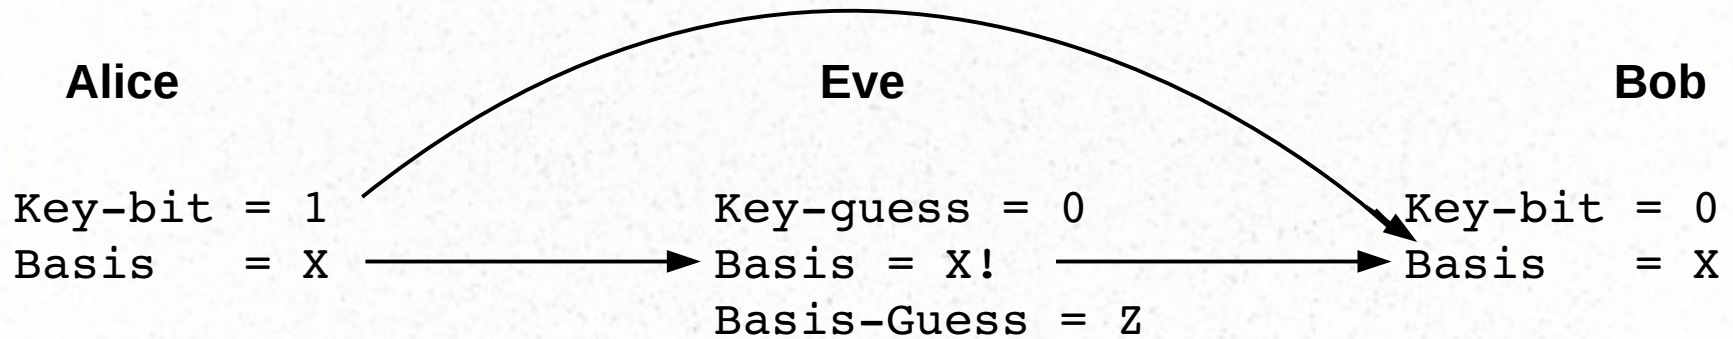 Alice Eve Bob
Key-bit = 1 Key-guess = 0 Key-bit = 0
Basis = X Basis = X! Basis = X
Basis-Guess = Z